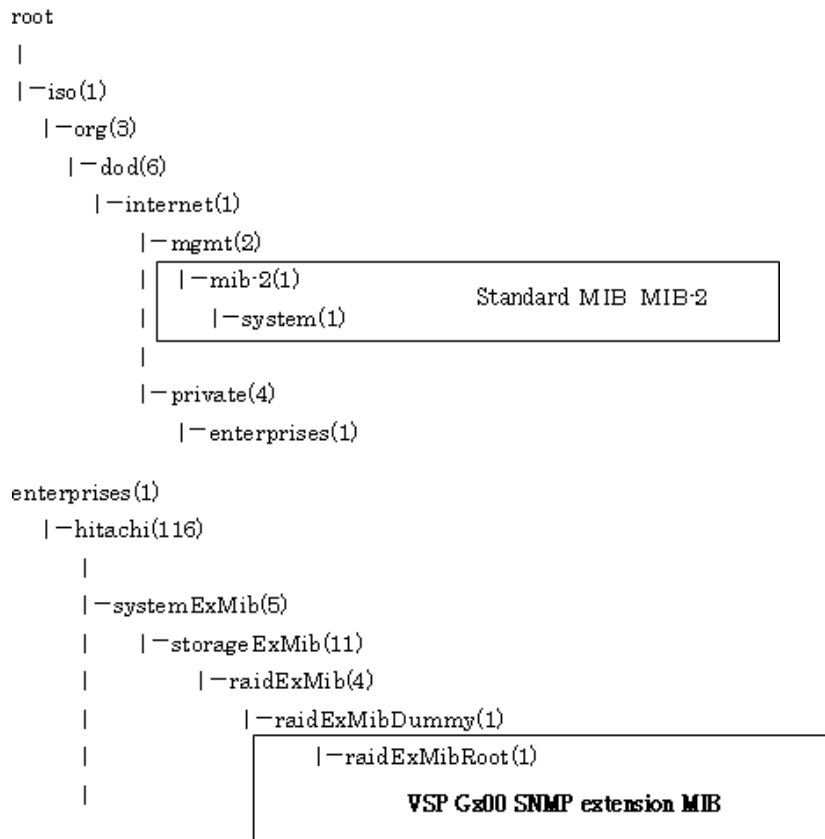 root
|
|－iso(1)
|－org(3)
|－dod(6)
|－internet(1)
|－mgmt(2)
| |－mib-2(1) Standard MIB MIB-2
| |－system(1)
|
|－private(4)
|－enterprises(1)
enterprises(1)
|－hitachi(116)
|
|－systemExMib(5)
| |－storageExMib(11)
| |－raidExMib(4)
| |－raidExMibDummy(1)
| |－raidExMibRoot(1)
| VSP Gx00 SNMP extension MIB